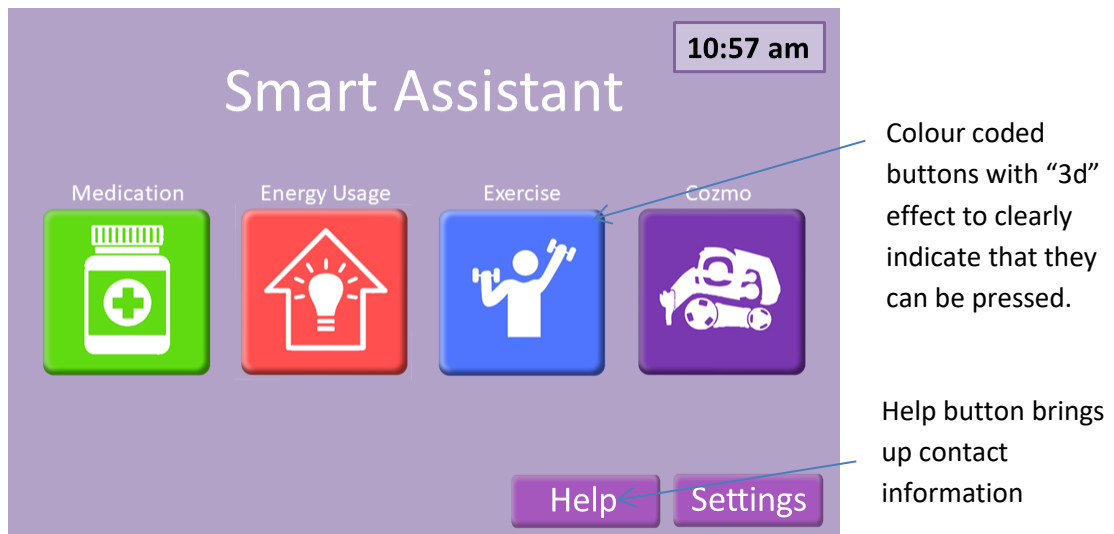 10:57 am
Smart Assistant
Medication
Energy Usage
Exercise
Cozmo
Help
Settings
Colour coded
buttons with “3d”
effect to clearly
indicate that they
can be pressed.
Help button brings
up contact
information